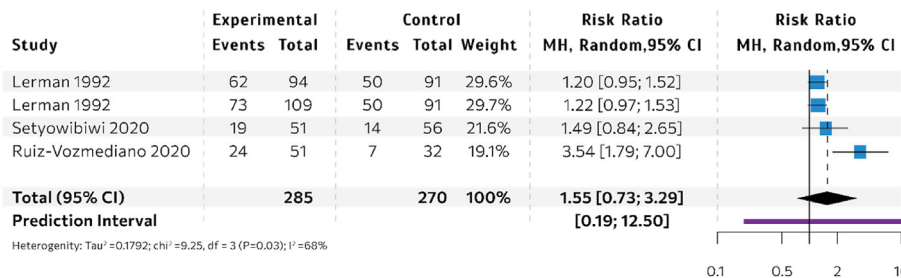 Experimental Control Risk Ratio Risk Ratio
Study Events Total Events Total Weight MH, Random,95% CI MH, Random,95% CI
Lerman 1992 62 94 50 91 29.6% 1.20 [0.95; 1.52]
Lerman 1992 73 109 50 91 29.7% 1.22 [0.97; 1.53]
Setyowibiwi 2020 19 51 14 56 21.6% 1.49 [0.84; 2.65]
Ruiz-Vozmediano 2020 24 51 7 32 19.1% 3.54 [1.79; 7.00]
Total (95% CI) 285 270 100% 1.55 [0.73; 3.29]
Prediction Interval [0.19; 12.50]
Heterogenity: Tau² =0.1792; chi² =9.25, df = 3 (P=0.03); I² =68%
0.1 0.5 2 10